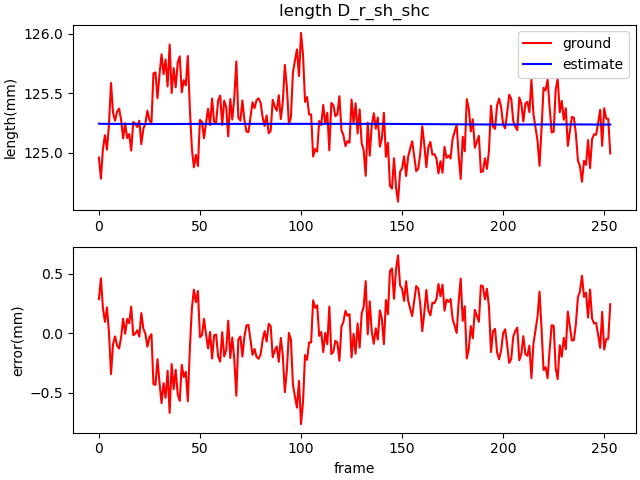 length D_r_sh_shc
length(mm)
126.0
125.5
125.0
ground
estimate
0 50 100 150 200 250
error(mm)
0.5
0.0
−0.5
0 50 100 150 200 250
frame